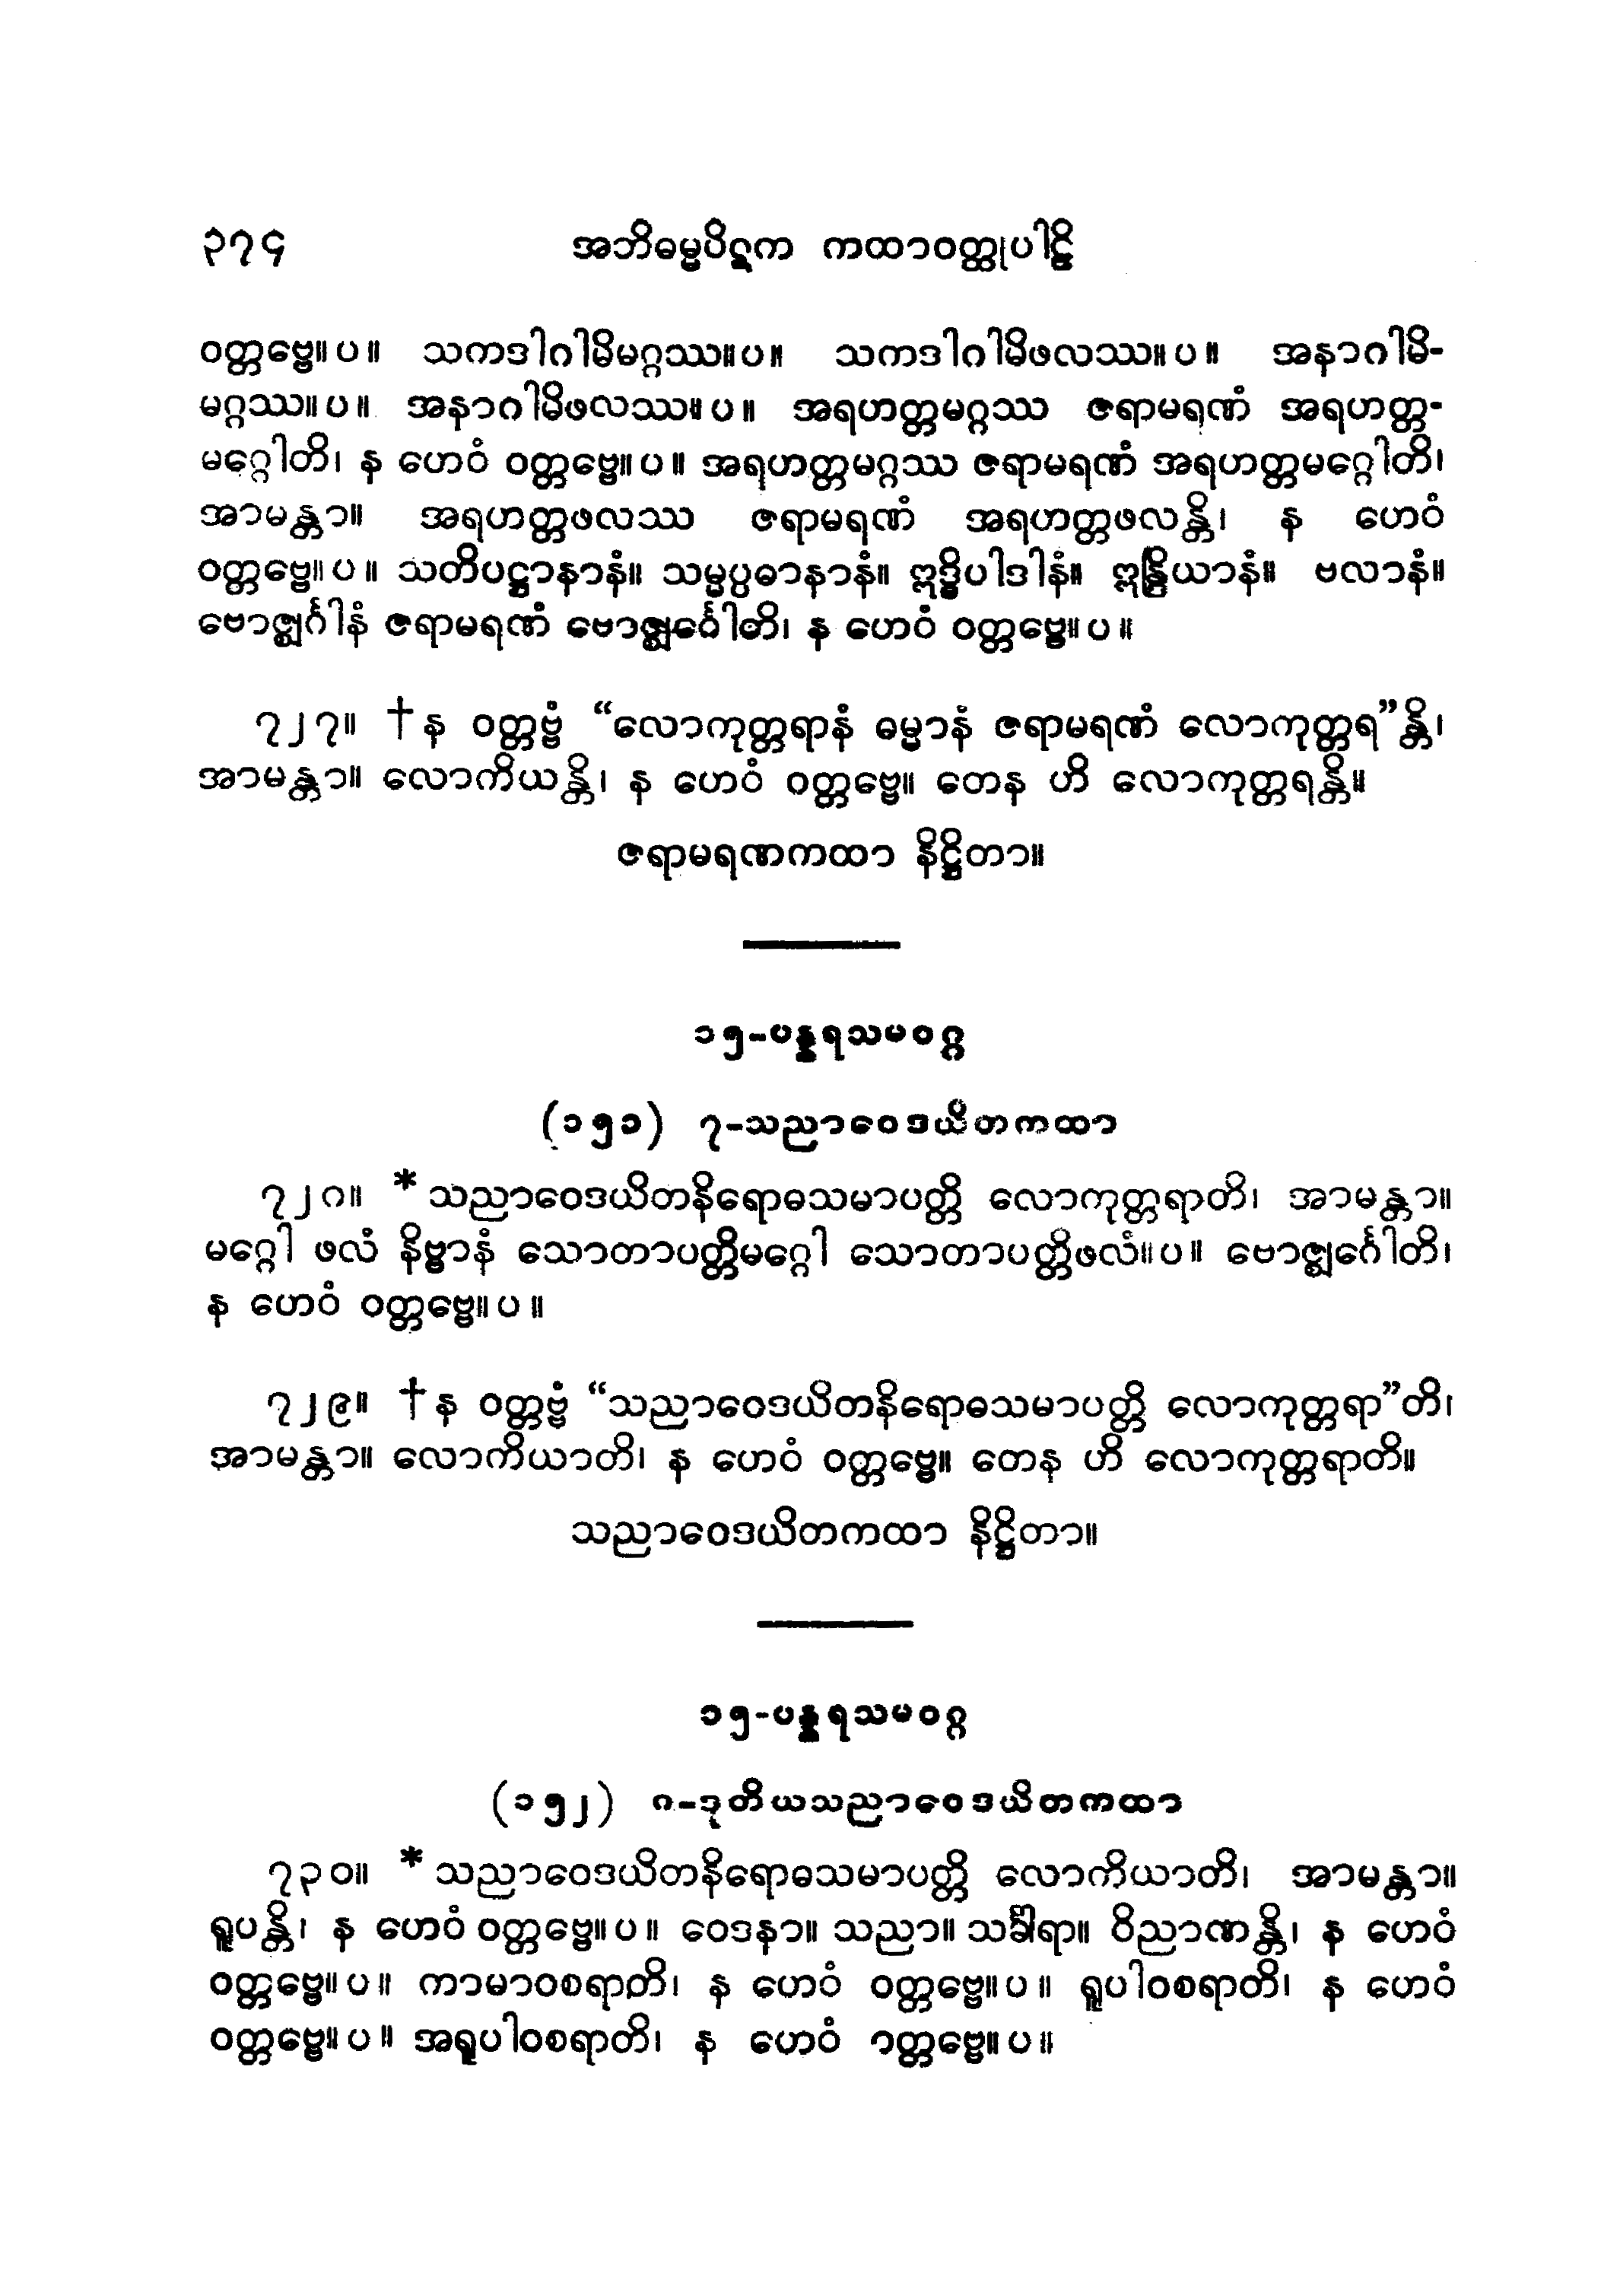 ၃၇၄ အဘိဓမ္မပိဋက ကထာဝတ္ထုပါဠိ
ဝတ္တဗ္ဗေ။ပ။ သကဒါဂါမိမဂ္ဂဿ။ပ။ သကဒါဂါမိဖလဿ။ပ။ အနာဂါမိ-
မဂ္ဂဿ။ပ။ အနာဂါမိဖလဿ။ပ။ အရဟတ္တမဂ္ဂဿ ဇရာမရဏံ အရဟတ္တ-
မဂ္ဂေါတိ၊ န ဟေဝံ ဝတ္တဗ္ဗေ။ပ။ အရဟတ္တမဂ္ဂဿ ဇရာမရဏံ အရဟတ္တမဂ္ဂေါတိ၊
အာမန္တာ။ အရဟတ္တဖလဿ ဇရာမရဏံ အရဟတ္တဖလန္တိ၊ န ဟေဝံ
ဝတ္တဗ္ဗေ။ပ။ သတိပဋ္ဌာနာနံ။ သမ္မပ္ပဓာနာနံ။ ဣဒ္ဓိပါဒါနံ။ ဣန္ဒြိယာနံ။ ဗလာနံ။
ဗောဇ္ဈင်္ဂါနံ ဇရာမရဏံ ဗောဇ္ဈင်္ဂေါတိ၊ န ဟေဝံ ဝတ္တဗ္ဗေ။ပ။
၇၂၇။ †န ဝတ္တဗ္ဗံ “လောကုတ္တရာနံ ဓမ္မာနံ ဇရာမရဏံ လောကုတ္တရ”န္တိ၊
အာမန္တာ။ လောကိယန္တိ၊ န ဟေဝံ ဝတ္တဗ္ဗေ။ တေန ဟိ လောကုတ္တရန္တိ။
ဇရာမရဏကထာ နိဋ္ဌိတာ။
၁၅-ပန္နရသမဝဂ္ဂ
(၁၅၁) ၇-သညာဝေဒယိတကထာ
၇၂၈။ *သညာဝေဒယိတနိရောဓသမာပတ္တိ လောကုတ္တရာတိ၊ အာမန္တာ။
မဂ္ဂေါ ဖလံ နိဗ္ဗာနံ သောတာပတ္တိမဂ္ဂေါ သောတာပတ္တိဖလံ။ပ။ ဗောဇ္ဈင်္ဂေါတိ၊
န ဟေဝံ ဝတ္တဗ္ဗေ။ပ။
၇၂၉။ †န ဝတ္တဗ္ဗံ “သညာဝေဒယိတနိရောဓသမာပတ္တိ လောကုတ္တရာ”တိ၊
အာမန္တာ။ လောကိယာတိ၊ န ဟေဝံ ဝတ္တဗ္ဗေ။ တေန ဟိ လောကုတ္တရာတိ။
သညာဝေဒယိတကထာ နိဋ္ဌိတာ။
၁၅-ပန္နရသမဝဂ္ဂ
(၁၅၂) ၈-ဒုတိယသညာဝေဒယိတကထာ
၇၃၀။ *သညာဝေဒယိတနိရောဓသမာပတ္တိ လောကိယာတိ၊ အာမန္တာ။
ရူပန္တိ၊ န ဟေဝံ ဝတ္တဗ္ဗေ။ပ။ ဝေဒနာ။ သညာ။ သင်္ခါရာ။ ဝိညာဏန္တိ၊ န ဟေဝံ
ဝတ္တဗ္ဗေ။ပ။ ကာမာဝစရာတိ၊ န ဟေဝံ ဝတ္တဗ္ဗေ။ပ။ ရူပါဝစရာတိ၊ န ဟေဝံ
ဝတ္တဗ္ဗေ။ပ။ အရူပါဝစရာတိ၊ န ဟေဝံ ဝတ္တဗ္ဗေ။ပ။